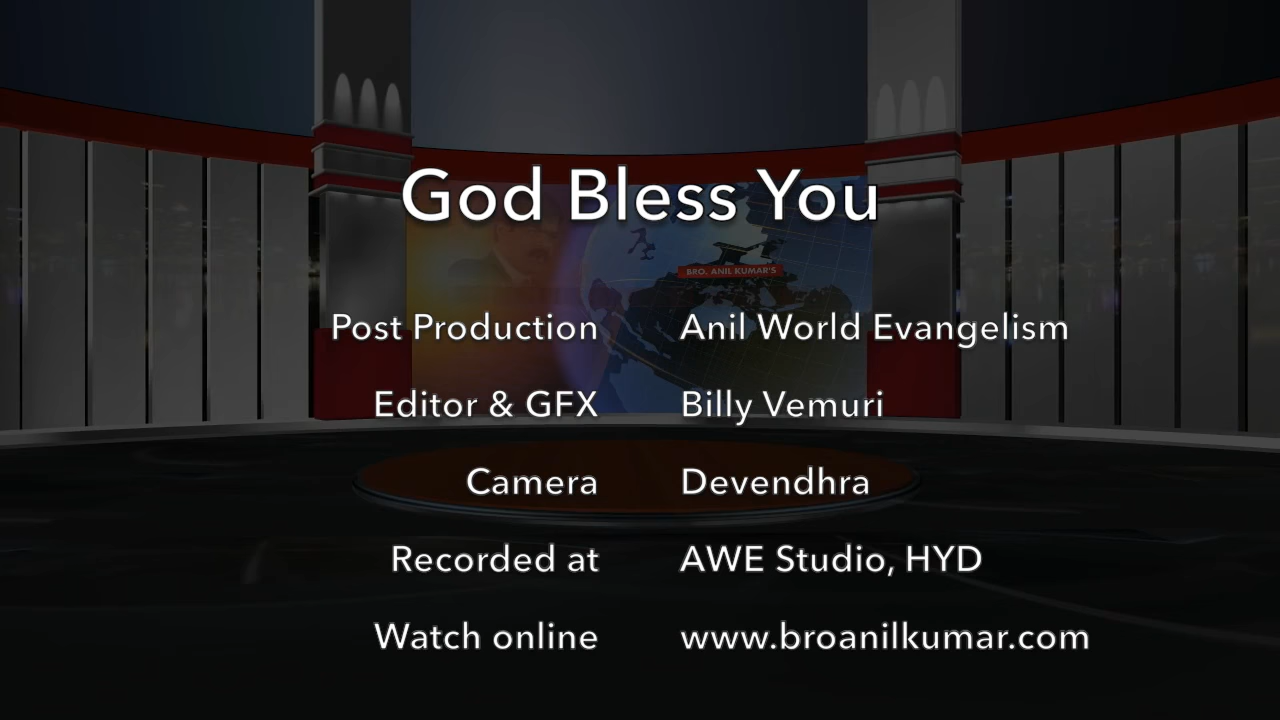 God Bless You
BRO. ANIL KUMAR'S
Post Production Anil World Evangelism
Editor & GFX Billy Vemuri
Camera Devendhra
Recorded at AWE Studio, HYD
Watch online www.broanilkumar.com